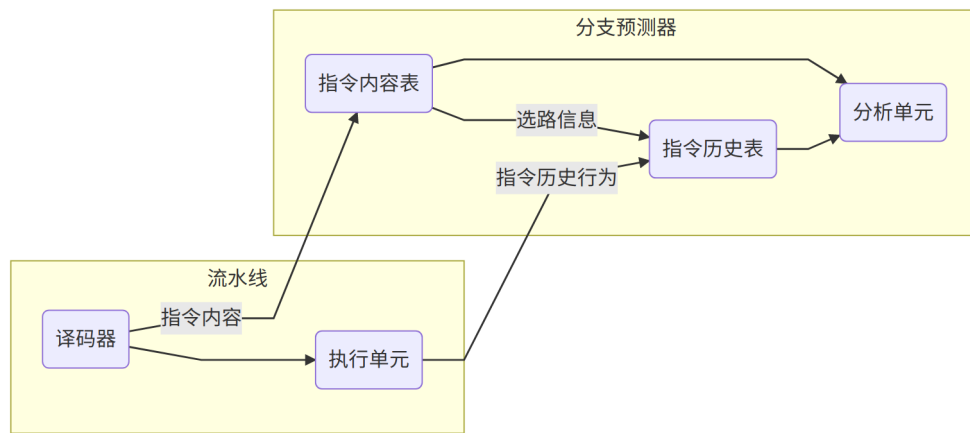 分支预测器
指令内容表
分析单元
选路信息
指令历史表
指令历史行为
流水线
指令内容
译码器
执行单元